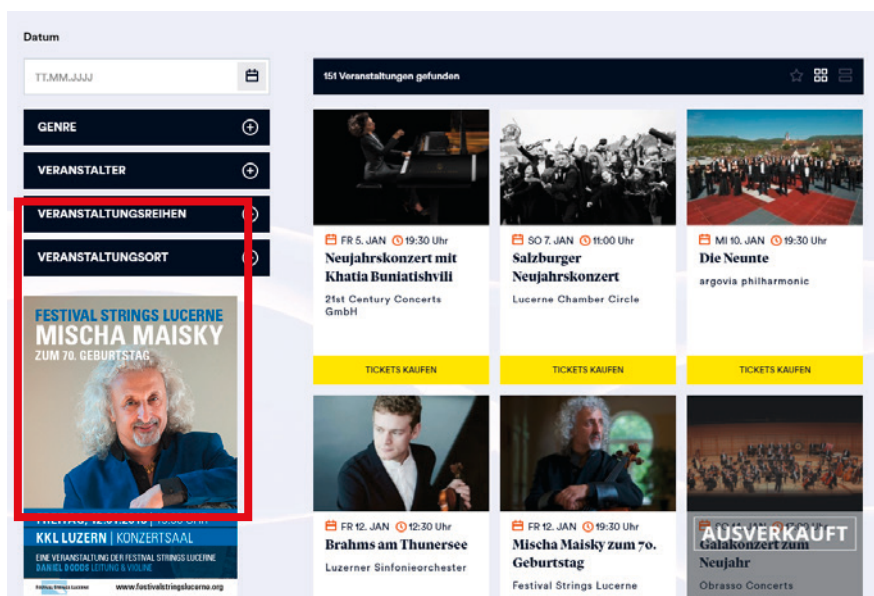 Datum
TT.MM.JJJJ
GENRE
VERANSTALTER
VERANSTALTUNGSREIHEN
VERANSTALTUNGSORT
FESTIVAL STRINGS LUCERNE
MISCHA MAISKY
ZUM 70. GEBURTSTAG
KKL LUZERN | KONZERTSAAL
EINE VERANSTALTUNG DER FESTIVAL STRINGS LUCERNE
DANIEL DODDS LEITUNG & VIOLINE
www.festivalstringslucerne.org
151 Veranstaltungen gefunden
FR 5. JAN 19:30 Uhr
Neujahrskonzert mit
Khatia Buniatishvili
21st Century Concerts
GmbH
TICKETS KAUFEN
SO 7. JAN 11:00 Uhr
Salzburger
Neujahrskonzert
Lucerne Chamber Circle
TICKETS KAUFEN
MI 10. JAN 19:30 Uhr
Die Neunte
argovia philharmonic
TICKETS KAUFEN
FR 12. JAN 12:30 Uhr
Brahms am Thunersee
Luzerner Sinfonieorchester
FR 12. JAN 19:30 Uhr
Mischa Maisky zum 70.
Geburtstag
Festival Strings Lucerne
AUSVERKAUFT
Galakonzert zum
Neujahr
Obrasso Concerts